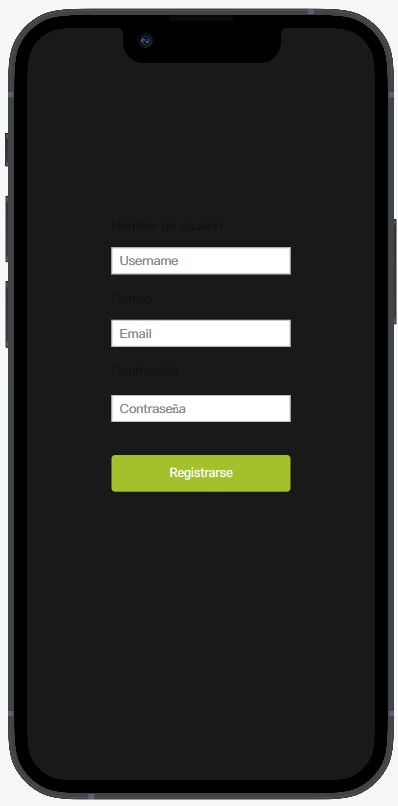 Nombre de usuario
Username
Correo
Email
Contraseña
Contraseña
Registrarse